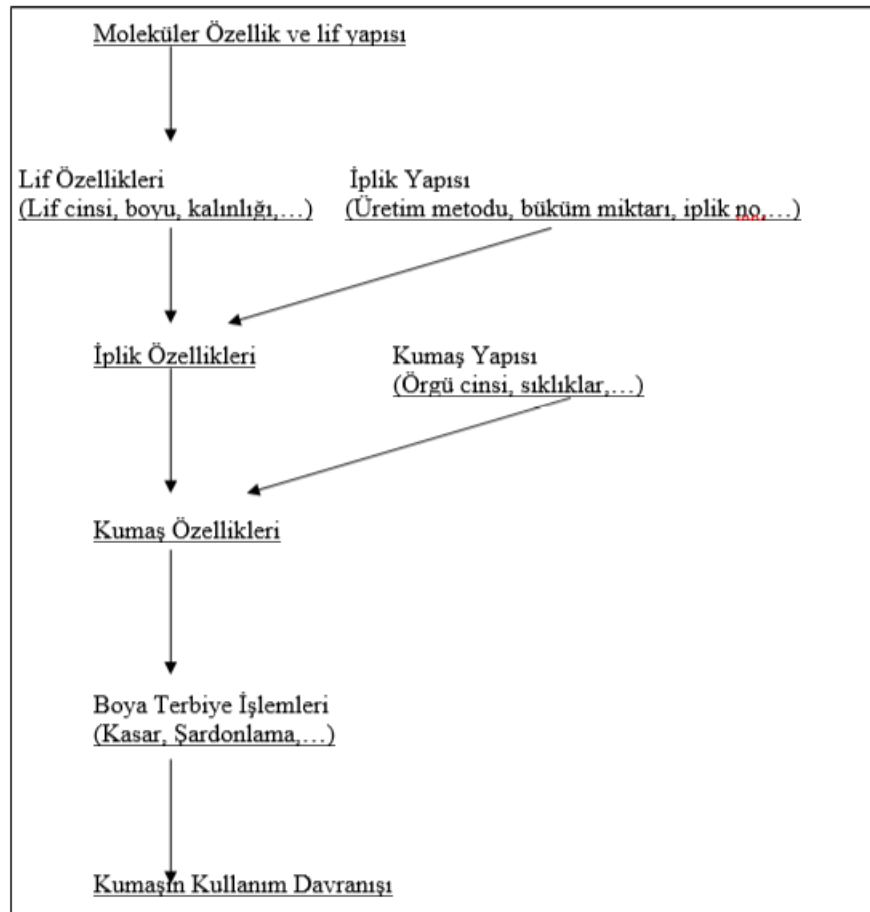 Moleküler Özellik ve lif yapısı
Lif Özellikleri
(Lif cinsi, boyu, kalınlığı,…)
İplik Yapısı
(Üretim metodu, büküm miktarı, iplik no,…)
İplik Özellikleri
Kumaş Yapısı
(Örgü cinsi, sıklıklar,…)
Kumaş Özellikleri
Boya Terbiye İşlemleri
(Kasar, Şardonlama,…)
Kumaşın Kullanım Davranışı